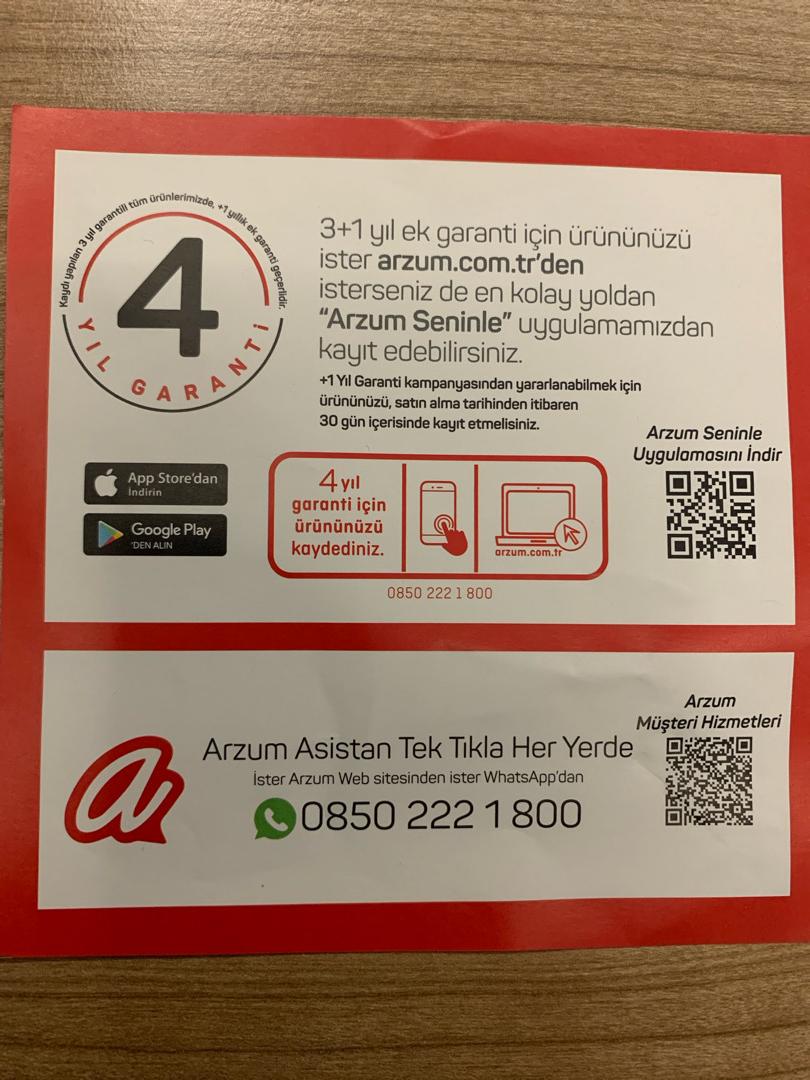 Kaydı yapılan 3 yıl garantili tüm ürünlerimizde, +1 yıllık ek garanti geçerlidir.
4
YIL GARANTİ
3+1 yıl ek garanti için ürününüzü
ister arzum.com.tr'den
isterseniz de en kolay yoldan
“Arzum Seninle” uygulamamızdan
kayıt edebilirsiniz.
+1 Yıl Garanti kampanyasından yararlanabilmek için
ürününüzü, satın alma tarihinden itibaren
30 gün içerisinde kayıt etmelisiniz.
Arzum Seninle
Uygulamasını İndir
App Store'dan
İndirin
Google Play
'DEN ALIN
4 yıl
garanti için
ürününüzü
kaydediniz.
arzum.com.tr
0850 222 1 800
Arzum
Müşteri Hizmetleri
a
Arzum Asistan Tek Tıkla Her Yerde
İster Arzum Web sitesinden ister WhatsApp'dan
0850 222 1 800